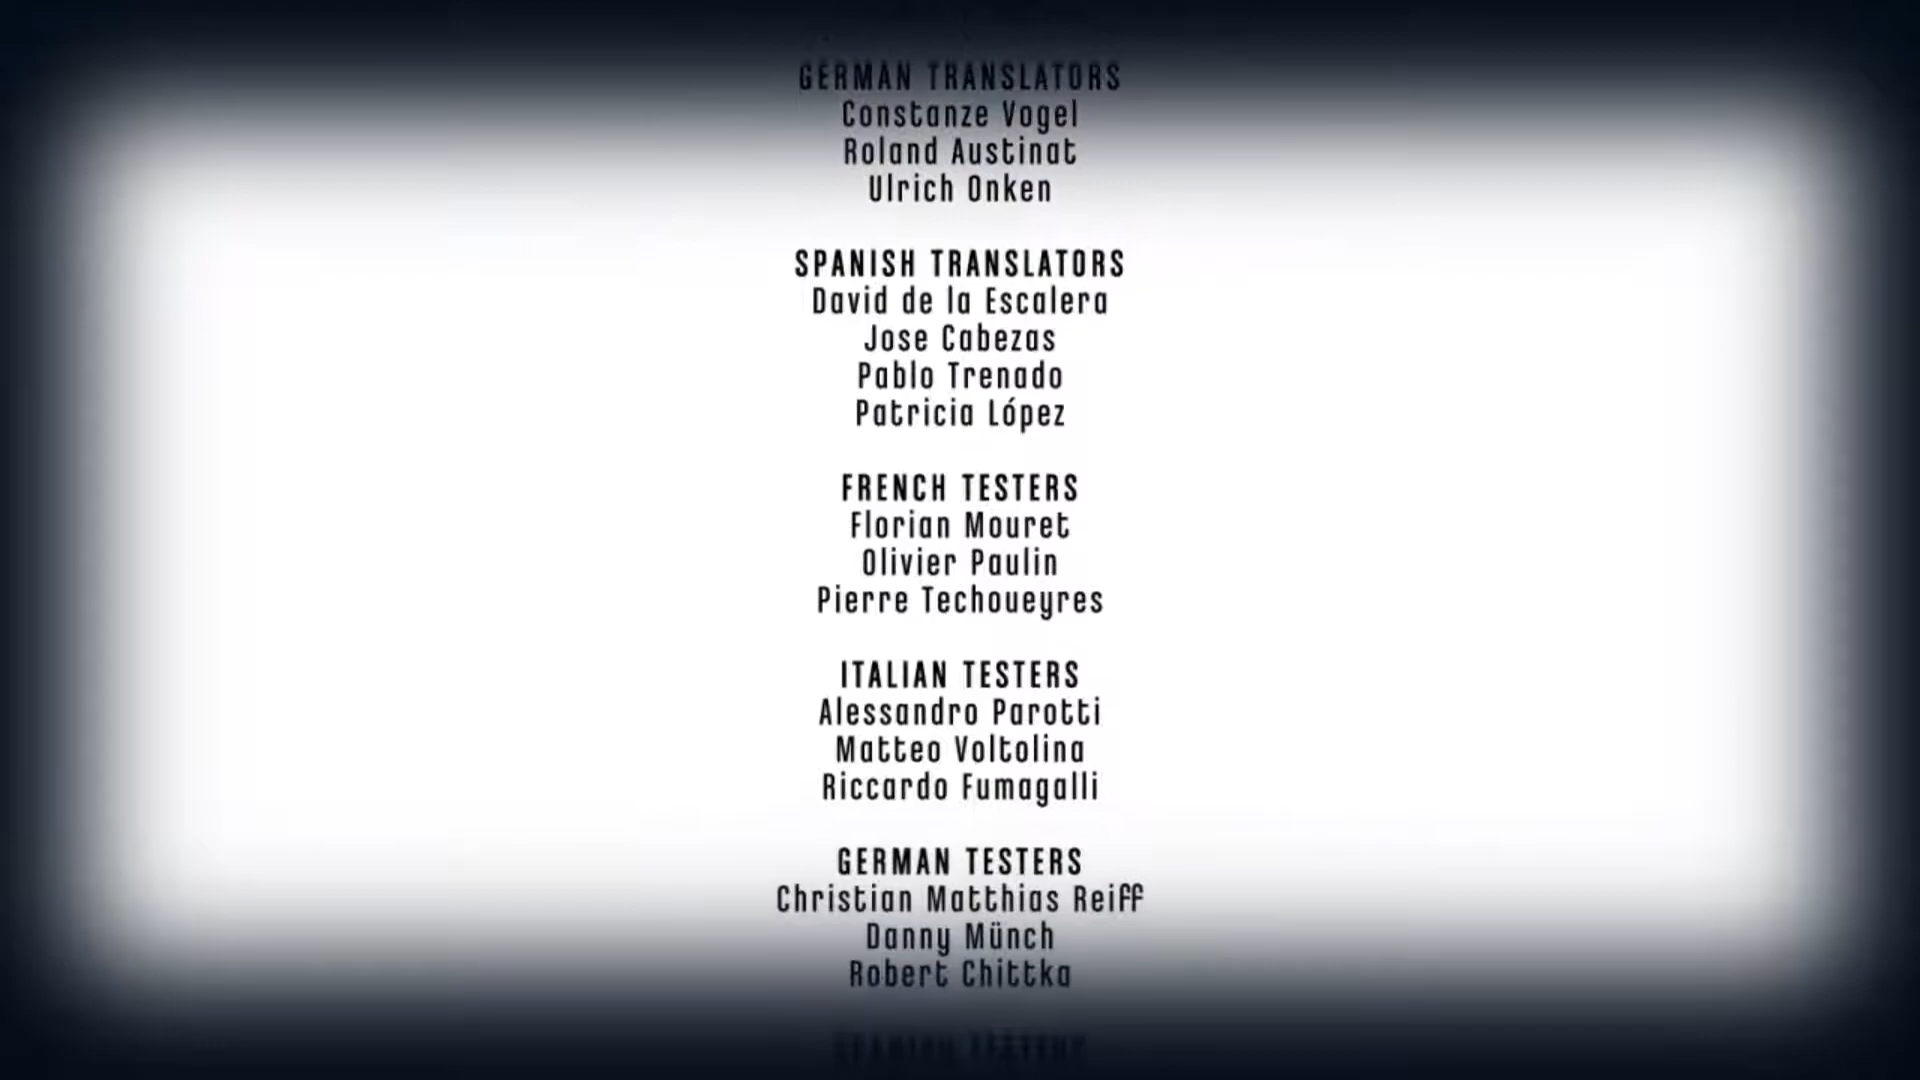 GERMAN TRANSLATORS
Constanze Vogel
Roland Austinat
Ulrich Onken
SPANISH TRANSLATORS
David de la Escalera
Jose Cabezas
Pablo Trenado
Patricia López
FRENCH TESTERS
Florian Mouret
Olivier Paulin
Pierre Techoueyres
ITALIAN TESTERS
Alessandro Parotti
Matteo Voltolina
Riccardo Fumagalli
GERMAN TESTERS
Christian Matthias Reiff
Danny Münch
Robert Chittka
SPANISH TESTERS